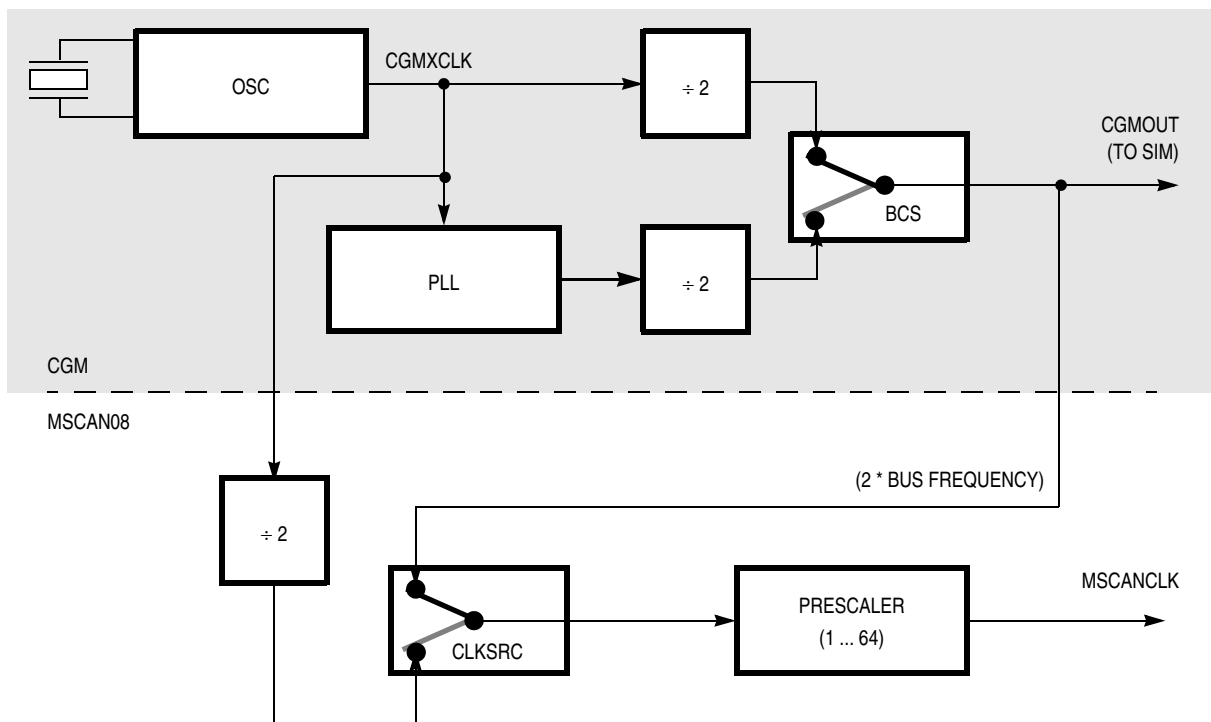 CGMXCLK
OSC
÷ 2
CGMOUT
(TO SIM)
BCS
PLL
÷ 2
CGM
MSCAN08
(2 * BUS FREQUENCY)
÷ 2
CLKSRC
PRESCALER
(1 ... 64)
MSCANCLK